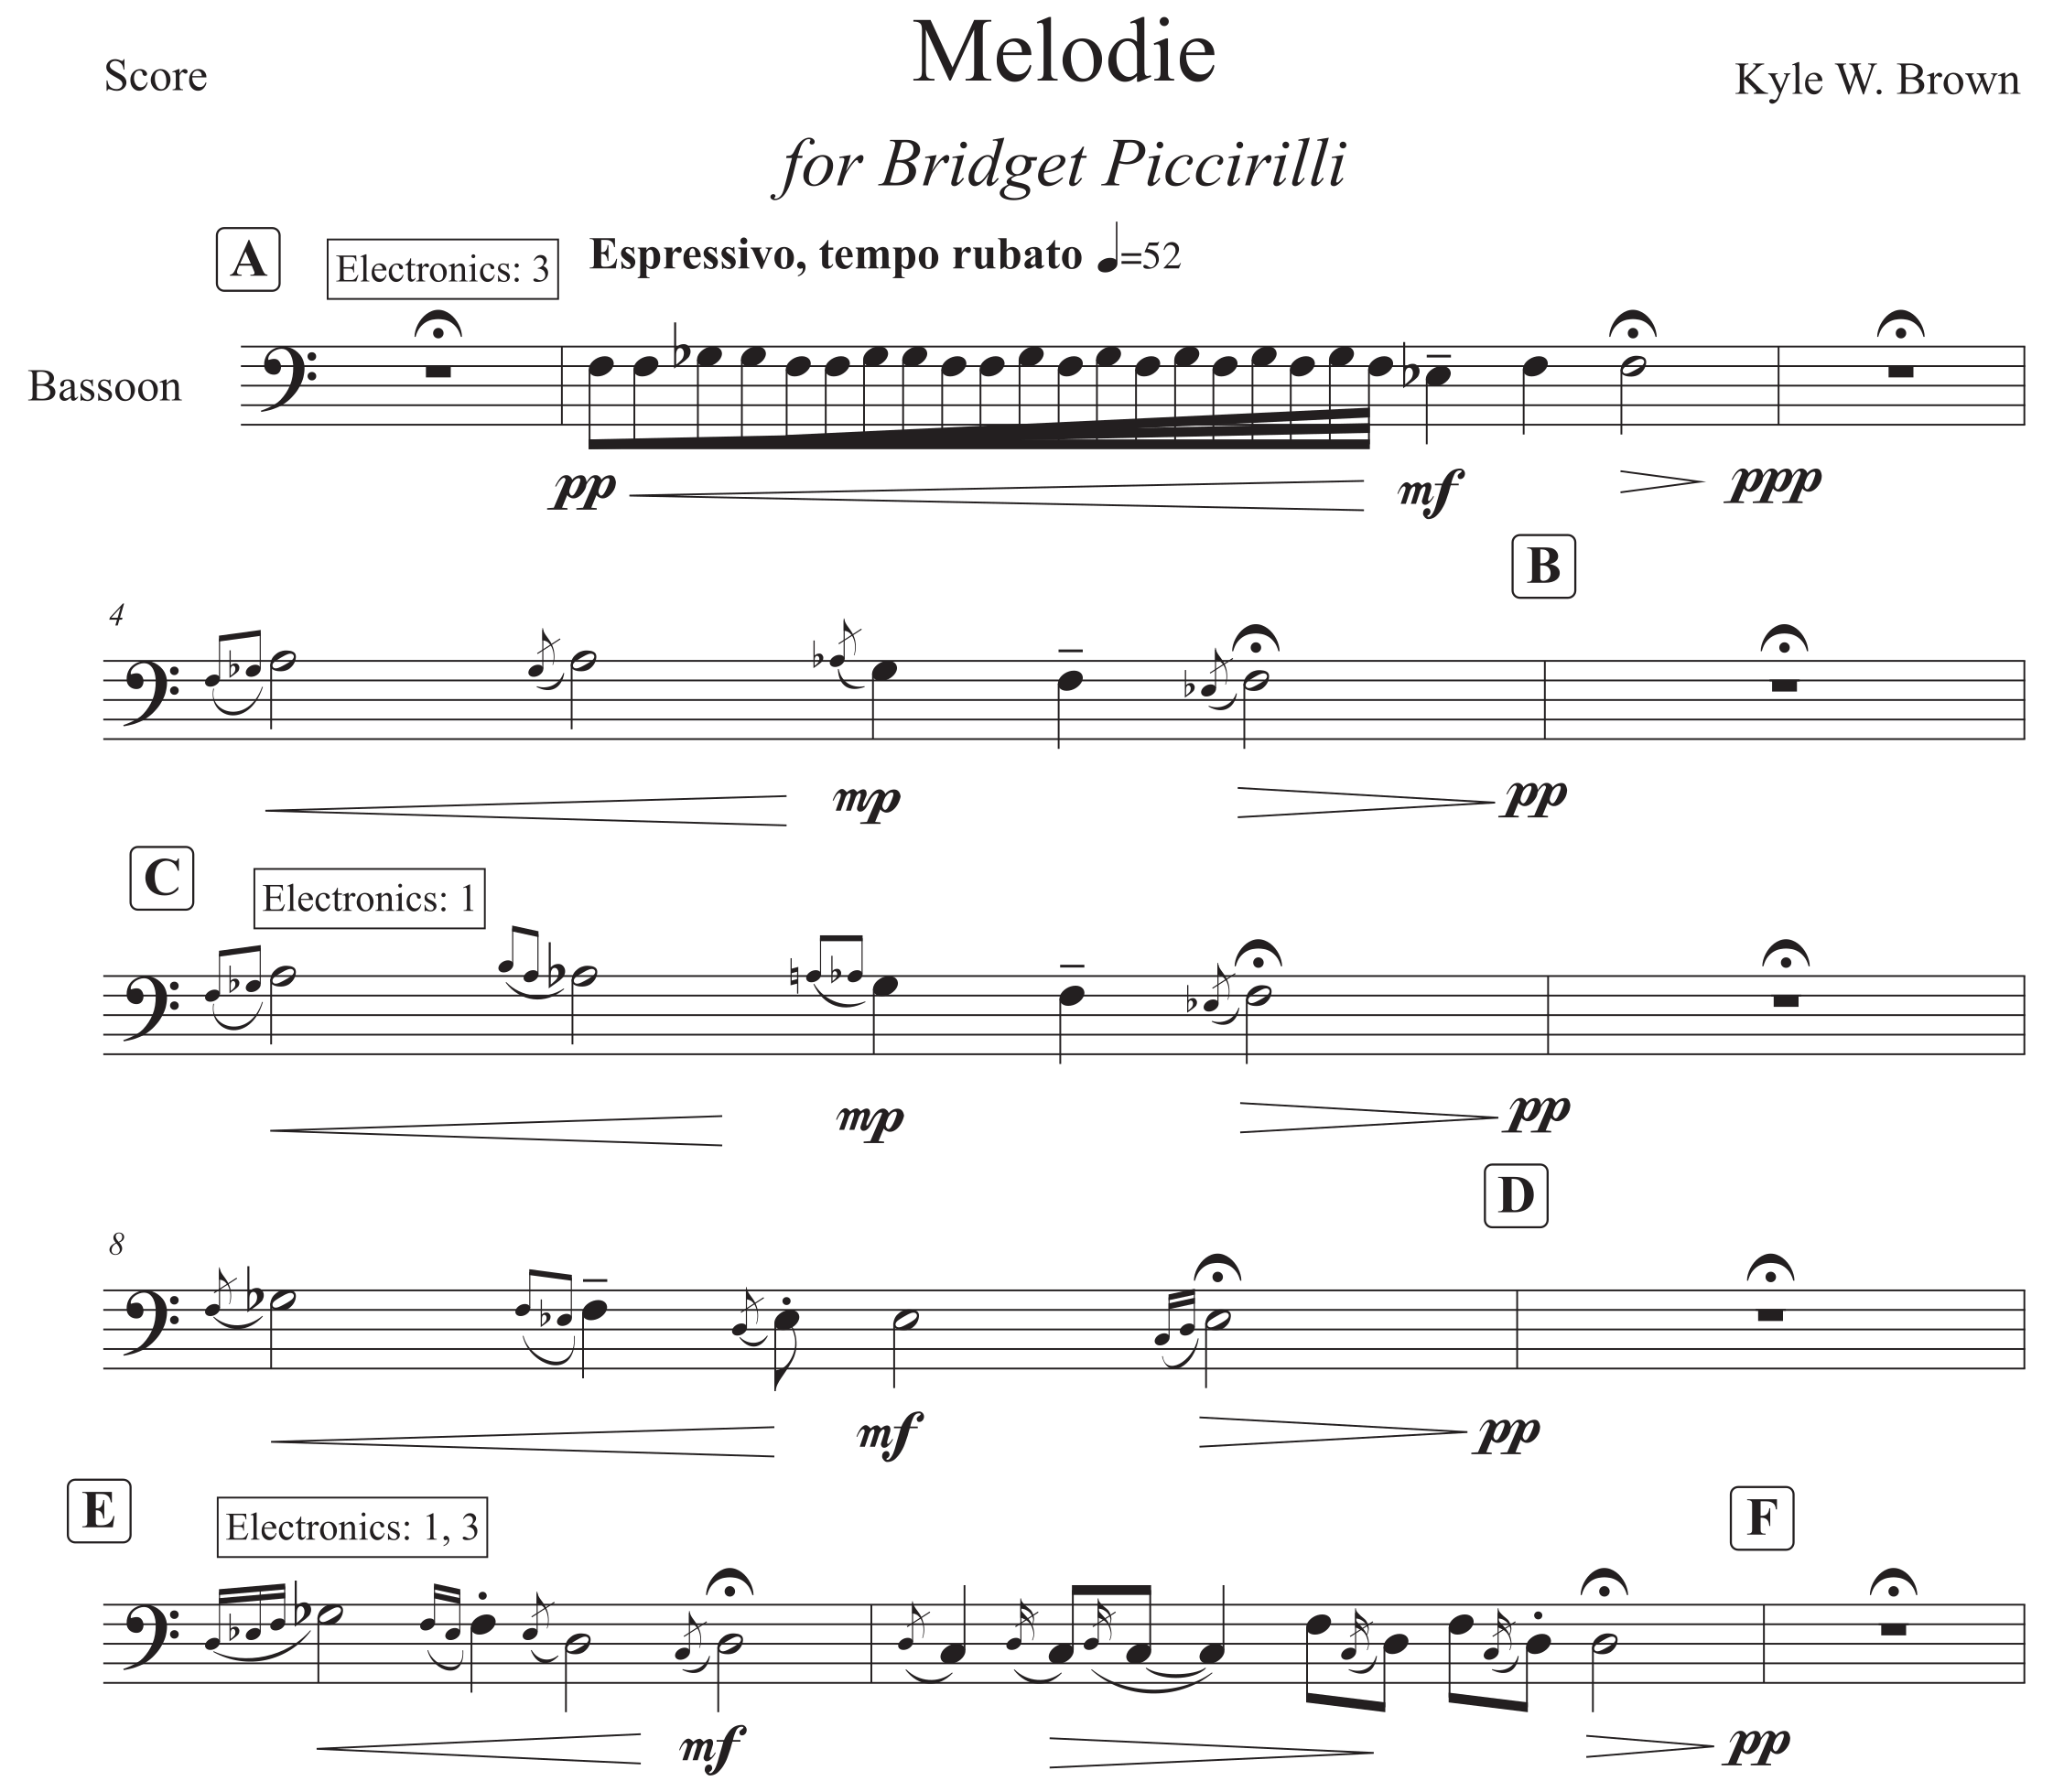 Melodie
Score
Kyle W. Brown
for Bridget Piccirilli
A
Electronics: 3
Espressivo, tempo rubato =52
Bassoon
pp mf ppp
B
4
mp pp
C
Electronics: 1
mp pp
D
8
mf pp
E
Electronics: 1, 3
F
mf pp